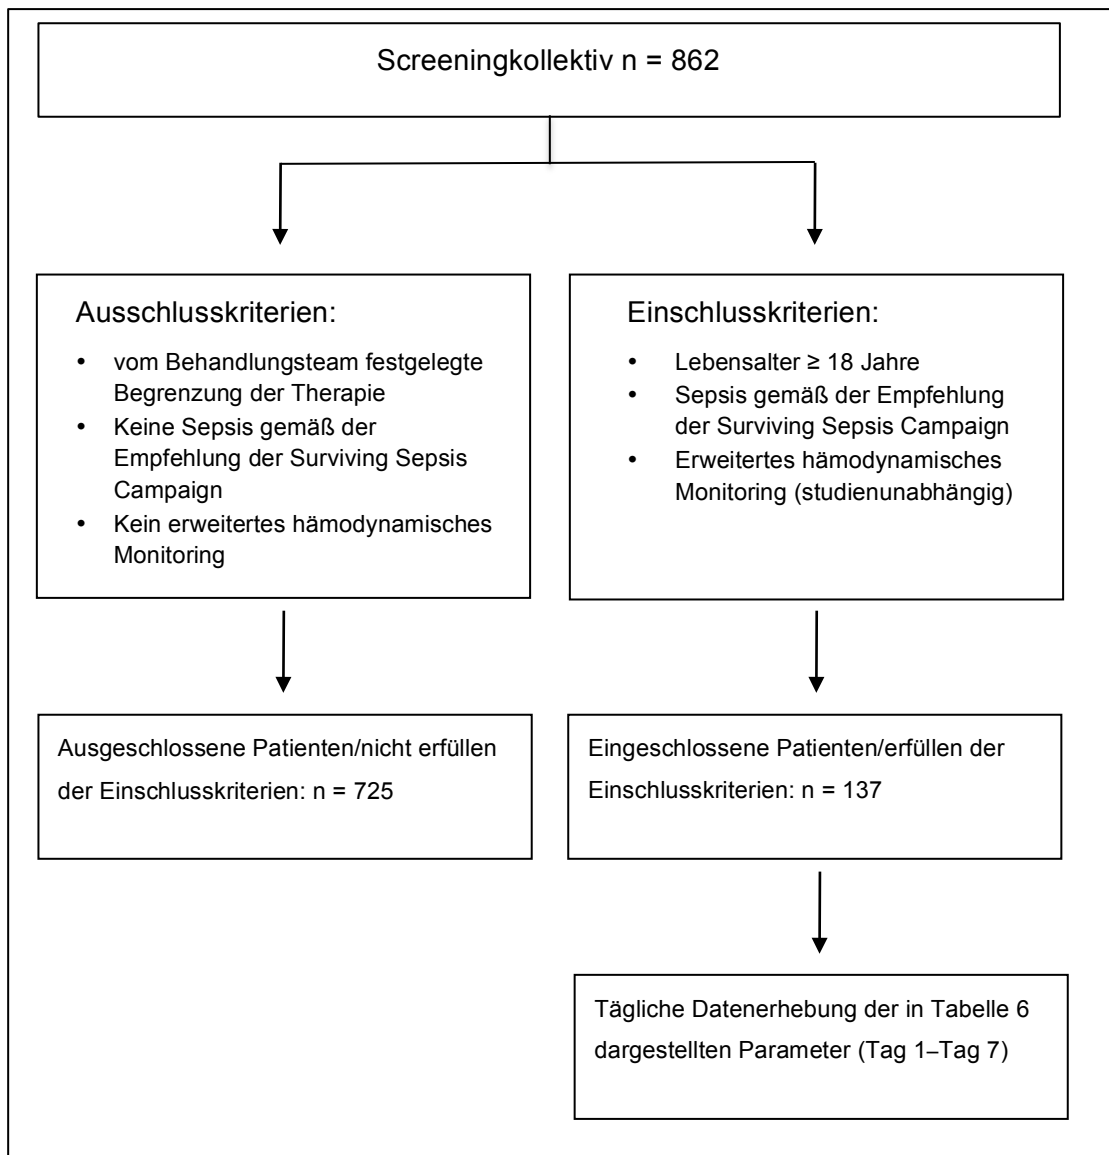 Screeningkollektiv n = 862
Ausschlusskriterien:
• vom Behandlungsteam festgelegte
Begrenzung der Therapie
• Keine Sepsis gemäß der
Empfehlung der Surviving Sepsis
Campaign
• Kein erweitertes hämodynamisches
Monitoring
Einschlusskriterien:
• Lebensalter ≥ 18 Jahre
• Sepsis gemäß der Empfehlung
der Surviving Sepsis Campaign
• Erweitertes hämodynamisches
Monitoring (studienunabhängig)
Ausgeschlossene Patienten/nicht erfüllen
der Einschlusskriterien: n = 725
Eingeschlossene Patienten/erfüllen der
Einschlusskriterien: n = 137
Tägliche Datenerhebung der in Tabelle 6
dargestellten Parameter (Tag 1–Tag 7)